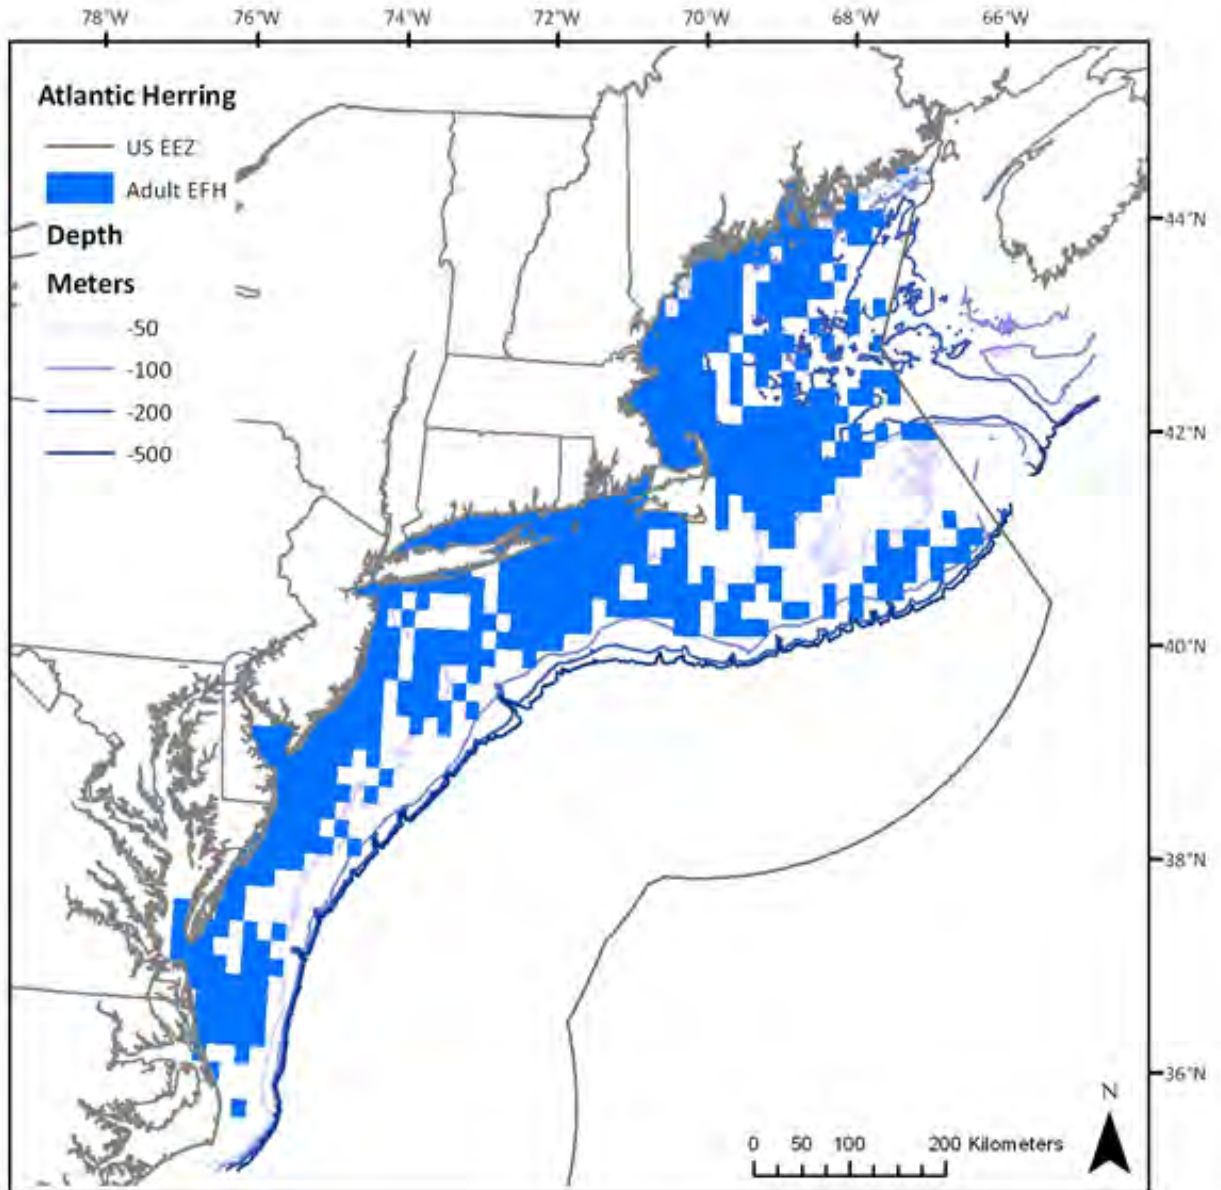 78°W 76°W 74°W 72°W 70°W 68°W 66°W
Atlantic Herring
US EEZ
Adult EFH
Depth
Meters
-50
-100
-200
-500
44°N
42°N
40°N
38°N
36°N
N
0 50 100 200 Kilometers